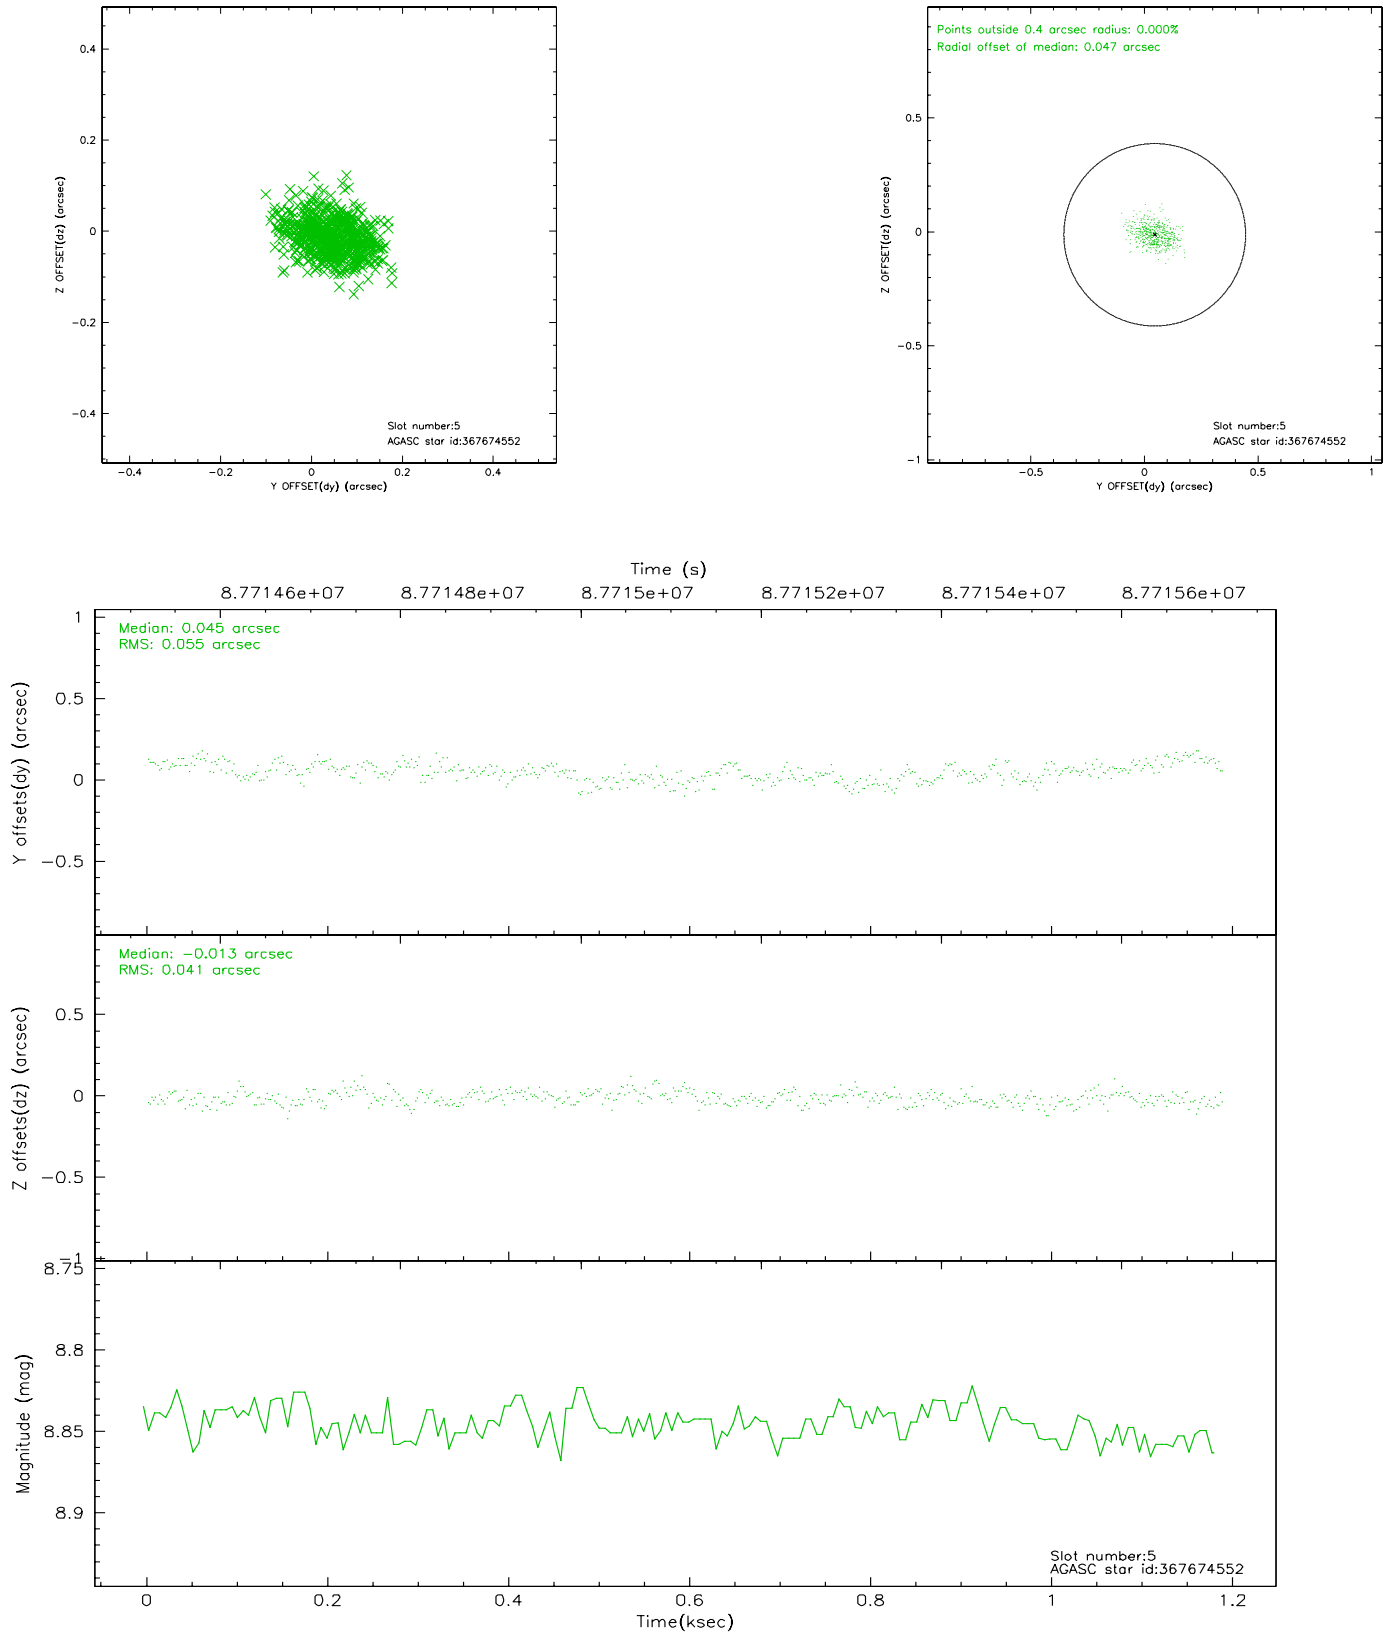 0.4
0.2
0
−0.2
−0.4
Z OFFSET(dz) (arcsec)
Slot number:5
AGASC star id:367674552
−0.4 −0.2 0 0.2 0.4
Y OFFSET(dy) (arcsec)
Points outside 0.4 arcsec radius: 0.000%
Radial offset of median: 0.047 arcsec
0.5
0
−0.5
−1
Z OFFSET(dz) (arcsec)
Slot number:5
AGASC star id:367674552
−0.5 0 0.5 1
Y OFFSET(dy) (arcsec)
Time (s)
8.77146e+07 8.77148e+07 8.7715e+07 8.77152e+07 8.77154e+07 8.77156e+07
Median: 0.045 arcsec
RMS: 0.055 arcsec
1
0.5
0
−0.5
Y offsets(dy) (arcsec)
Median: −0.013 arcsec
RMS: 0.041 arcsec
0.5
0
−0.5
−1
Z offsets(dz) (arcsec)
8.75
8.8
8.85
8.9
Magnitude (mag)
Slot number:5
AGASC star id:367674552
0 0.2 0.4 0.6 0.8 1 1.2
Time(ksec)